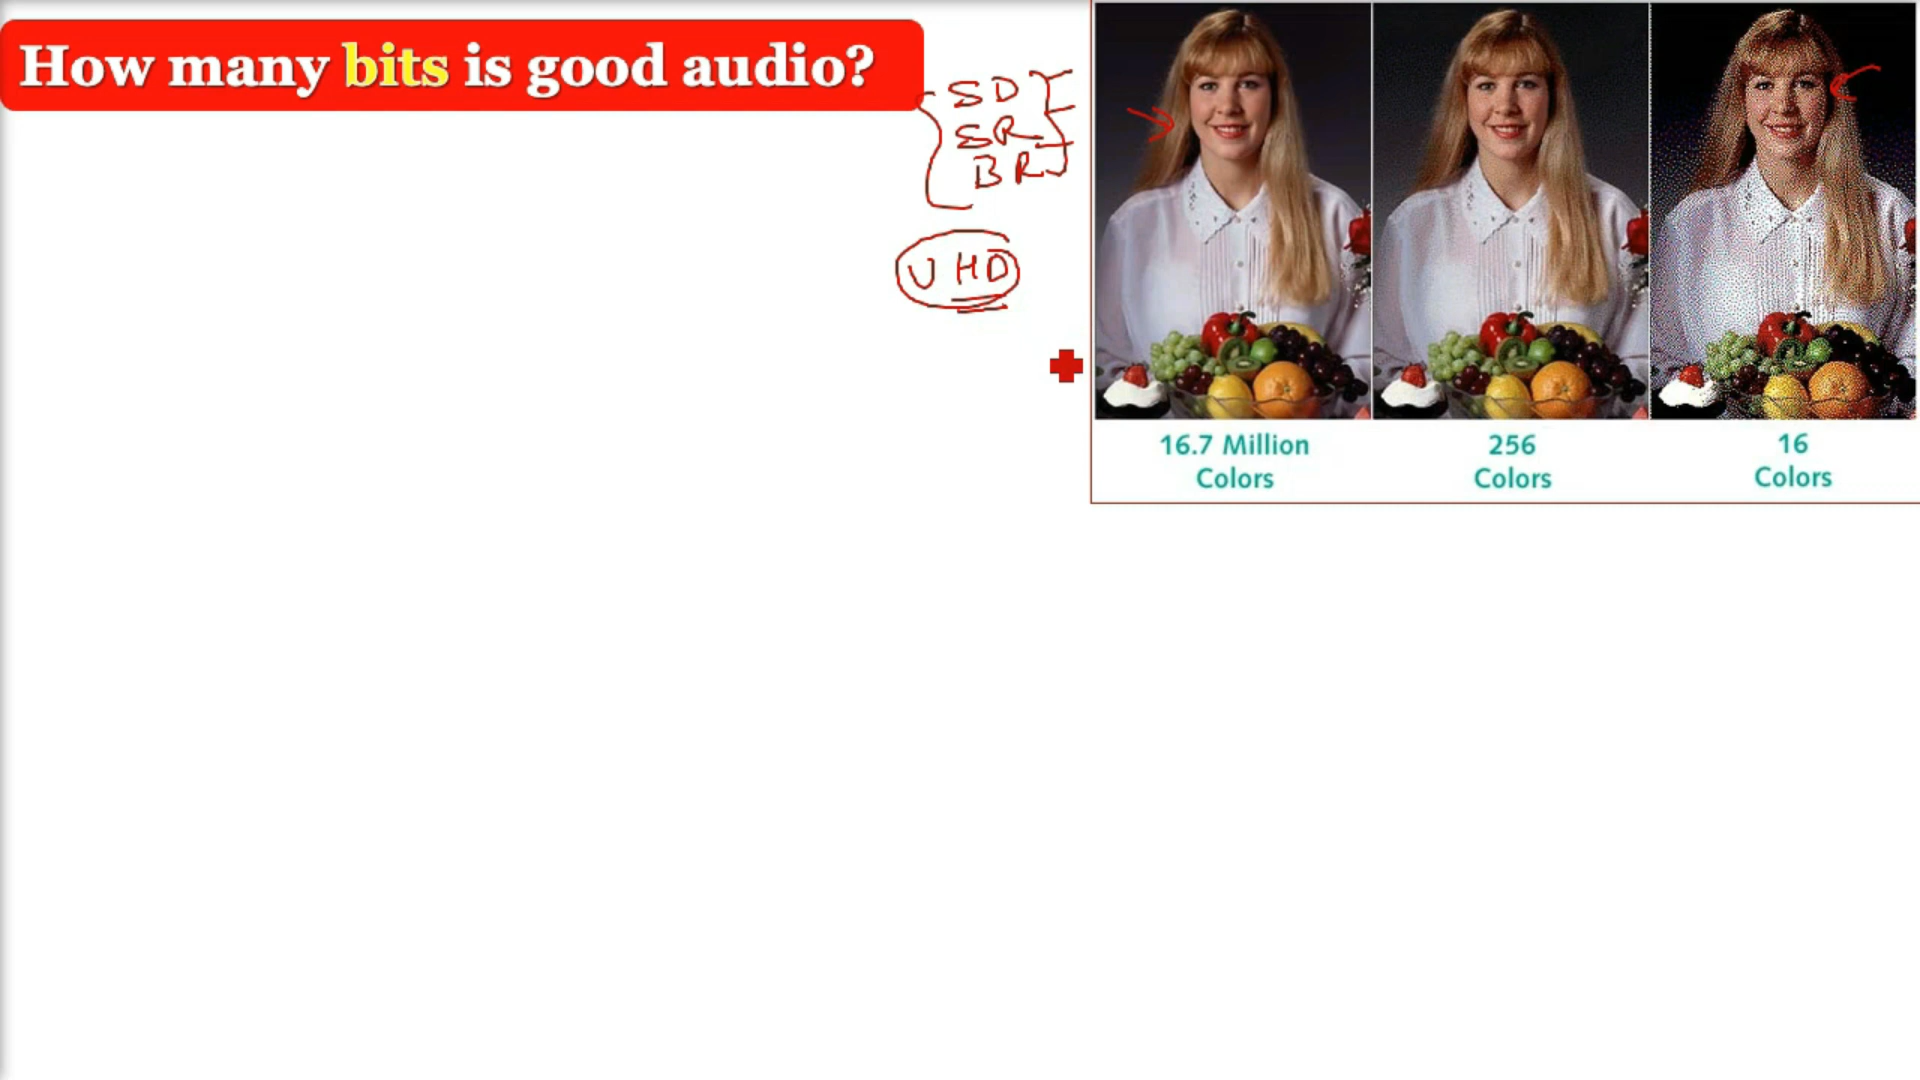 How many bits is good audio?
SD
SR
BR
UHD
16.7 Million
Colors
256
Colors
16
Colors